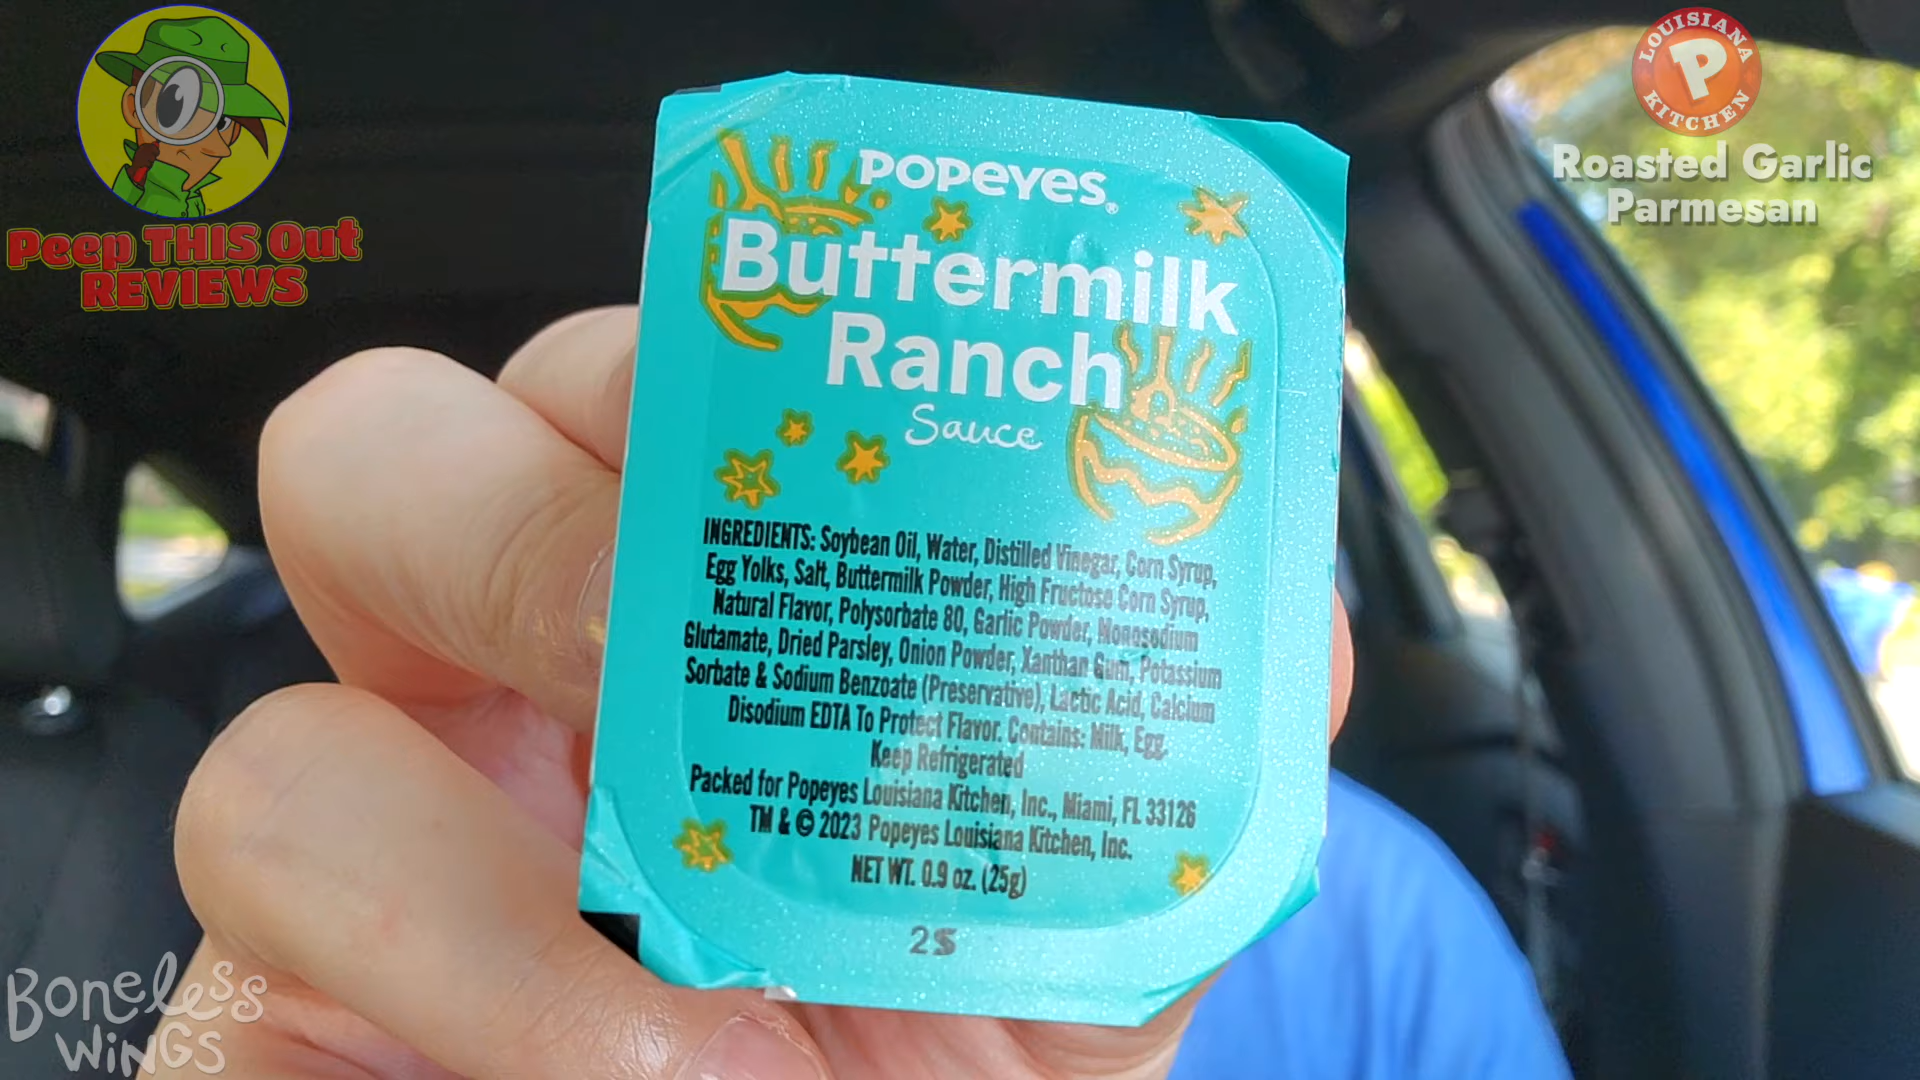 Peep THIS Out
REVIEWS
LOUISIANA
P
KITCHEN
Roasted Garlic
Parmesan
POPEYES®
Buttermilk
Ranch
Sauce
INGREDIENTS: Soybean Oil, Water, Distilled Vinegar, Corn Syrup,
Egg Yolks, Salt, Buttermilk Powder, High Fructose Corn Syrup,
Natural Flavor, Polysorbate 80, Garlic Powder, Monosodium
Glutamate, Dried Parsley, Onion Powder, Xanthan Gum, Potassium
Sorbate & Sodium Benzoate (Preservative), Lactic Acid, Calcium
Disodium EDTA To Protect Flavor. Contains: Milk, Egg.
Keep Refrigerated
Packed for Popeyes Louisiana Kitchen, Inc., Miami, FL 33126
TM & © 2023 Popeyes Louisiana Kitchen, Inc.
NET WT. 0.9 oz. (25g)
2S
Boneless
WiNGS